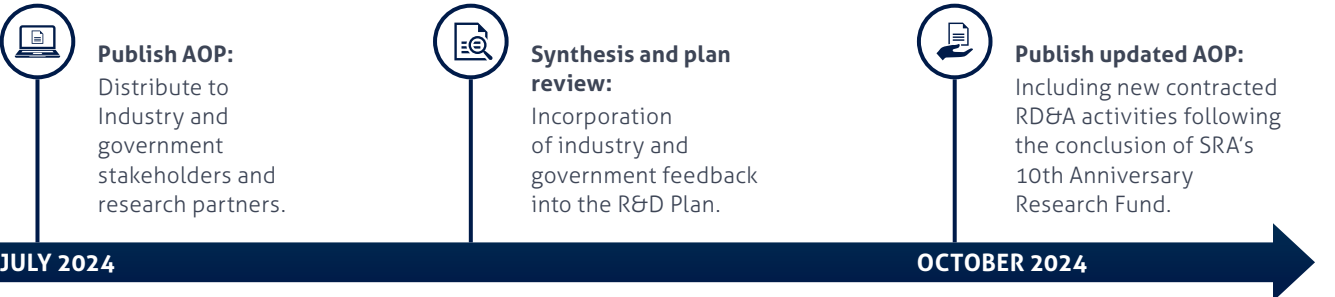 Publish AOP:
Distribute to
Industry and
government
stakeholders and
research partners.
Synthesis and plan
review:
Incorporation
of industry and
government feedback
into the R&D Plan.
Publish updated AOP:
Including new contracted
RD&A activities following
the conclusion of SRA’s
10th Anniversary
Research Fund.
JULY 2024
OCTOBER 2024